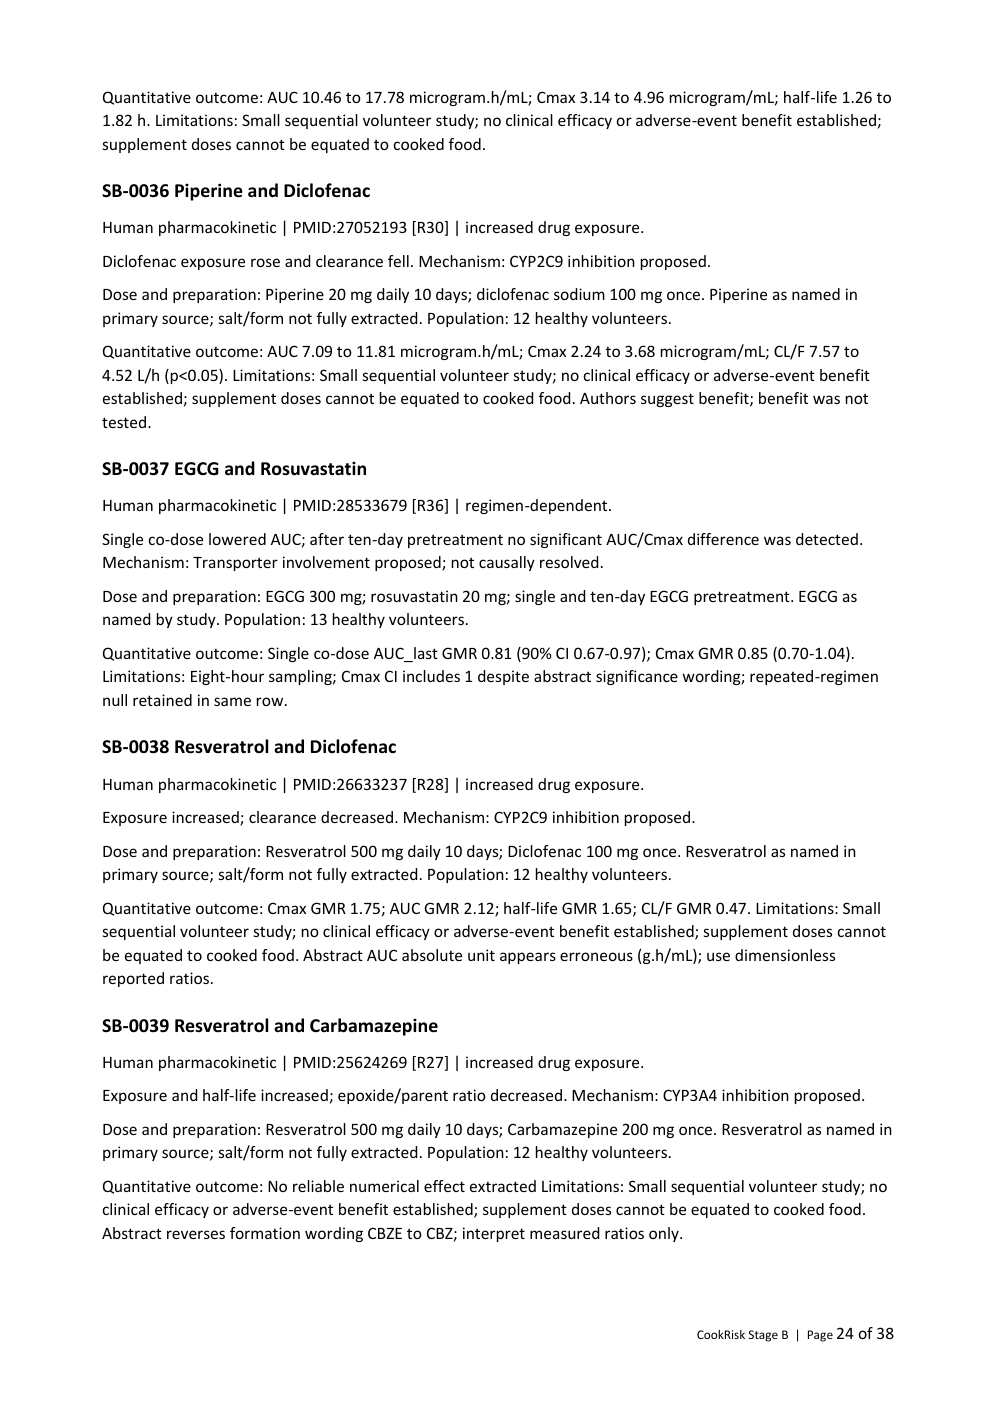 Quantitative outcome: AUC 10.46 to 17.78 microgram.h/mL; Cmax 3.14 to 4.96 microgram/mL; half-life 1.26 to
1.82 h. Limitations: Small sequential volunteer study; no clinical efficacy or adverse-event benefit established;
supplement doses cannot be equated to cooked food.
SB-0036 Piperine and Diclofenac
Human pharmacokinetic | PMID:27052193 [R30] | increased drug exposure.
Diclofenac exposure rose and clearance fell. Mechanism: CYP2C9 inhibition proposed.
Dose and preparation: Piperine 20 mg daily 10 days; diclofenac sodium 100 mg once. Piperine as named in
primary source; salt/form not fully extracted. Population: 12 healthy volunteers.
Quantitative outcome: AUC 7.09 to 11.81 microgram.h/mL; Cmax 2.24 to 3.68 microgram/mL; CL/F 7.57 to
4.52 L/h (p<0.05). Limitations: Small sequential volunteer study; no clinical efficacy or adverse-event benefit
established; supplement doses cannot be equated to cooked food. Authors suggest benefit; benefit was not
tested.
SB-0037 EGCG and Rosuvastatin
Human pharmacokinetic | PMID:28533679 [R36] | regimen-dependent.
Single co-dose lowered AUC; after ten-day pretreatment no significant AUC/Cmax difference was detected.
Mechanism: Transporter involvement proposed; not causally resolved.
Dose and preparation: EGCG 300 mg; rosuvastatin 20 mg; single and ten-day EGCG pretreatment. EGCG as
named by study. Population: 13 healthy volunteers.
Quantitative outcome: Single co-dose AUC_last GMR 0.81 (90% CI 0.67-0.97); Cmax GMR 0.85 (0.70-1.04).
Limitations: Eight-hour sampling; Cmax CI includes 1 despite abstract significance wording; repeated-regimen
null retained in same row.
SB-0038 Resveratrol and Diclofenac
Human pharmacokinetic | PMID:26633237 [R28] | increased drug exposure.
Exposure increased; clearance decreased. Mechanism: CYP2C9 inhibition proposed.
Dose and preparation: Resveratrol 500 mg daily 10 days; Diclofenac 100 mg once. Resveratrol as named in
primary source; salt/form not fully extracted. Population: 12 healthy volunteers.
Quantitative outcome: Cmax GMR 1.75; AUC GMR 2.12; half-life GMR 1.65; CL/F GMR 0.47. Limitations: Small
sequential volunteer study; no clinical efficacy or adverse-event benefit established; supplement doses cannot
be equated to cooked food. Abstract AUC absolute unit appears erroneous (g.h/mL); use dimensionless
reported ratios.
SB-0039 Resveratrol and Carbamazepine
Human pharmacokinetic | PMID:25624269 [R27] | increased drug exposure.
Exposure and half-life increased; epoxide/parent ratio decreased. Mechanism: CYP3A4 inhibition proposed.
Dose and preparation: Resveratrol 500 mg daily 10 days; Carbamazepine 200 mg once. Resveratrol as named in
primary source; salt/form not fully extracted. Population: 12 healthy volunteers.
Quantitative outcome: No reliable numerical effect extracted Limitations: Small sequential volunteer study; no
clinical efficacy or adverse-event benefit established; supplement doses cannot be equated to cooked food.
Abstract reverses formation wording CBZE to CBZ; interpret measured ratios only.
CookRisk Stage B | Page 24 of 38